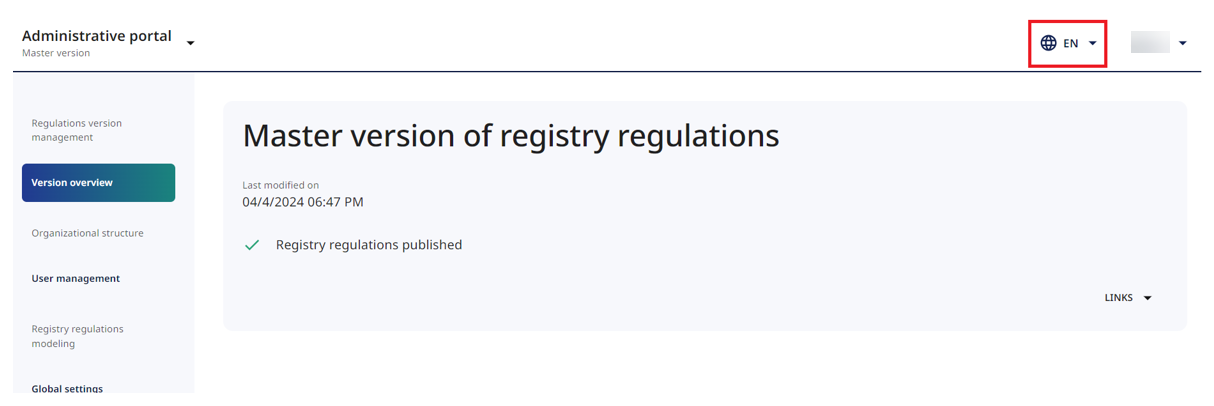 Administrative portal
Master version
EN
Regulations version
management
Version overview
Organizational structure
User management
Registry regulations
modeling
Global settings
Master version of registry regulations
Last modified on
04/4/2024 06:47 PM
Registry regulations published
LINKS